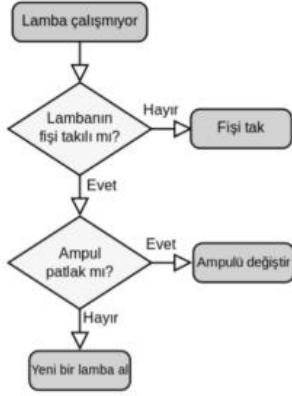 Lamba çalışmıyor
Lambanın
fişi takılı mı?
Hayır
Fişi tak
Evet
Ampul
patlak mı?
Evet
Ampulü değiştir
Hayır
Yeni bir lamba al